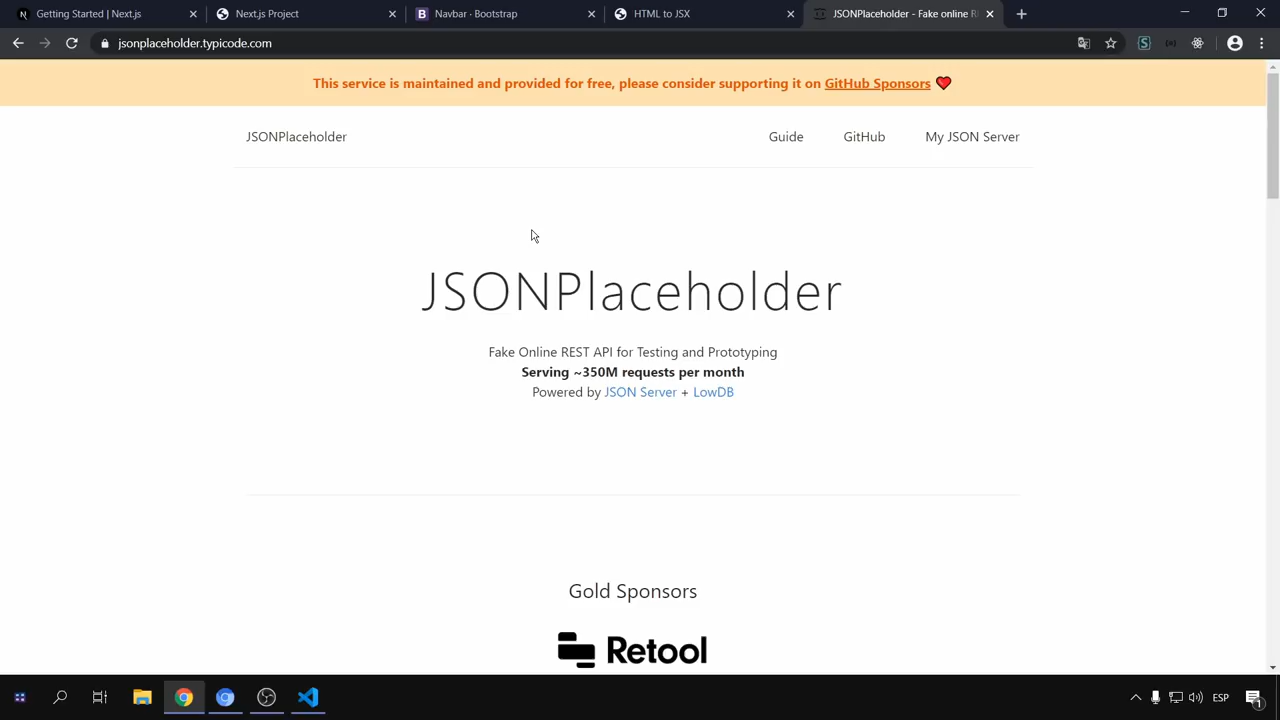 Getting Started | Next.js
Next.js Project
Navbar · Bootstrap
HTML to JSX
JSONPlaceholder - Fake online R
jsonplaceholder.typicode.com
This service is maintained and provided for free, please consider supporting it on GitHub Sponsors
JSONPlaceholder
Guide
GitHub
My JSON Server
JSONPlaceholder
Fake Online REST API for Testing and Prototyping
Serving ~350M requests per month
Powered by JSON Server + LowDB
Gold Sponsors
Retool
ESP
1